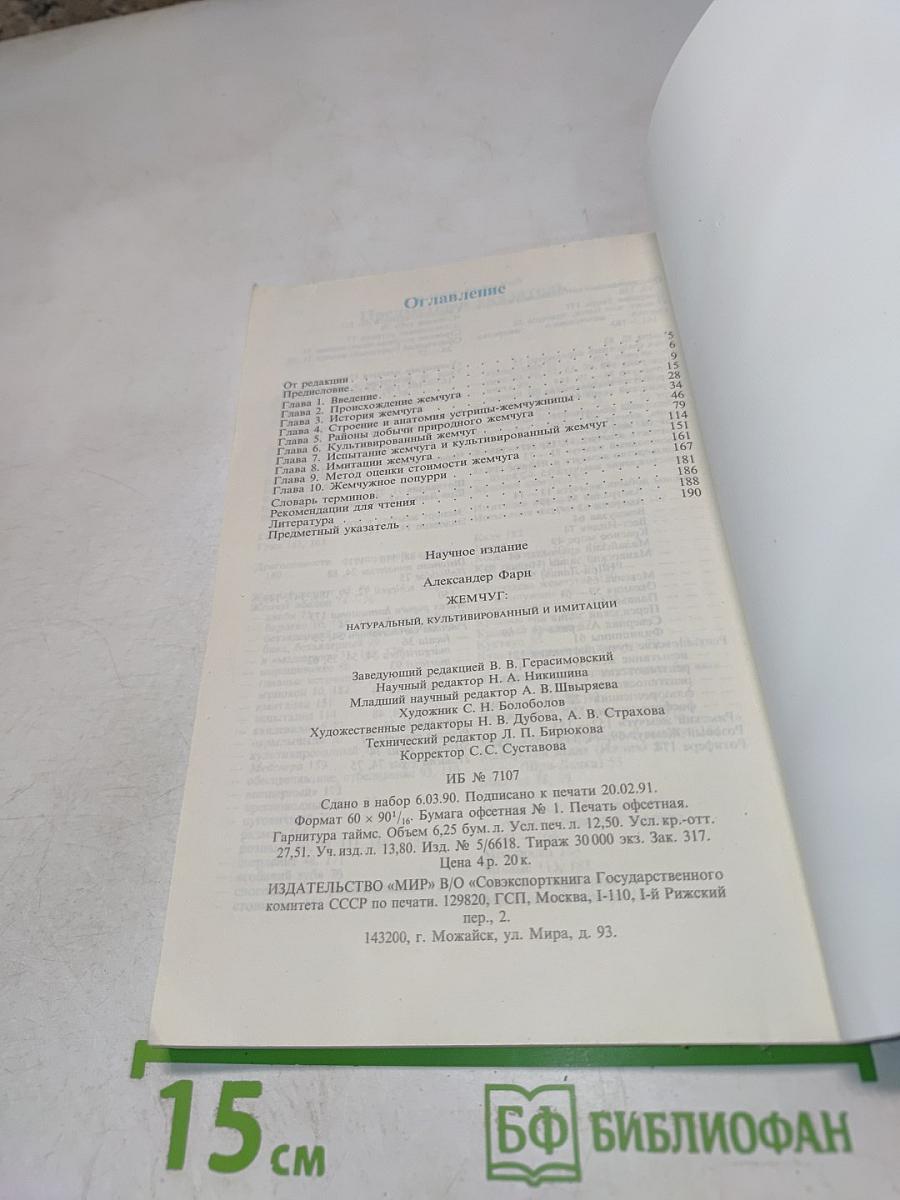 Оглавление
От редакции . . . 5
Предисловие . . . 6
Глава 1. Введение . . . 9
Глава 2. Происхождение жемчуга . . . 15
Глава 3. История жемчуга . . . 28
Глава 4. Строение и анатомия устрицы-жемчужницы . . . 34
Глава 5. Районы добычи природного жемчуга . . . 46
Глава 6. Культивированный жемчуг . . . 79
Глава 7. Испытание жемчуга и культивированный жемчуг . . . 114
Глава 8. Имитации жемчуга . . . 151
Глава 9. Метод оценки стоимости жемчуга . . . 161
Глава 10. Жемчужное попурри . . . 167
Словарь терминов . . . 181
Рекомендации для чтения . . . 186
Литература . . . 188
Предметный указатель . . . 190
Научное издание
Александер Фарн
ЖЕМЧУГ:
НАТУРАЛЬНЫЙ, КУЛЬТИВИРОВАННЫЙ И ИМИТАЦИИ
Заведующий редакцией В. В. Герасимовский
Научный редактор Н. А. Никишина
Младший научный редактор А. В. Швыряева
Художник С. Н. Болоболов
Художественные редакторы Н. В. Дубова, А. В. Страхова
Технический редактор Л. П. Бирюкова
Корректор С. С. Суставова
ИБ № 7107
Сдано в набор 6.03.90. Подписано к печати 20.02.91.
Формат 60 × 90¹/₁₆. Бумага офсетная № 1. Печать офсетная.
Гарнитура таймс. Объем 6,25 бум. л. Усл. печ. л. 12,50. Усл. кр.-отт.
27,51. Уч. изд. л. 13,80. Изд. № 5/6618. Тираж 30 000 экз. Зак. 317.
Цена 4 р. 20 к.
ИЗДАТЕЛЬСТВО «МИР» В/О «Совэкспорткнига Государственного
комитета СССР по печати. 129820, ГСП, Москва, I-110, I-й Рижский
пер., 2.
143200, г. Можайск, ул. Мира, д. 93.
15 см
БФ БИБЛИОФАН